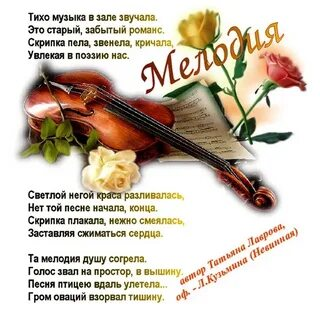 Тихо музыка в зале звучала.
Это старый, забытый романс.
Скрипка пела, звенела, кричала,
Увлекая в поэзию нас.
Мелодия
Светлой негой краса разливалась,
Нет той песне начала, конца.
Скрипка плакала, нежно смеялась,
Заставляя сжиматься сердца.
Та мелодия душу согрела.
Голос звал на простор, в вышину.
Песня птицею вдаль улетела...
Гром оваций взорвал тишину.
автор Татьяна Лаврова,
оф. - Л.Кузьмина (Невинная)